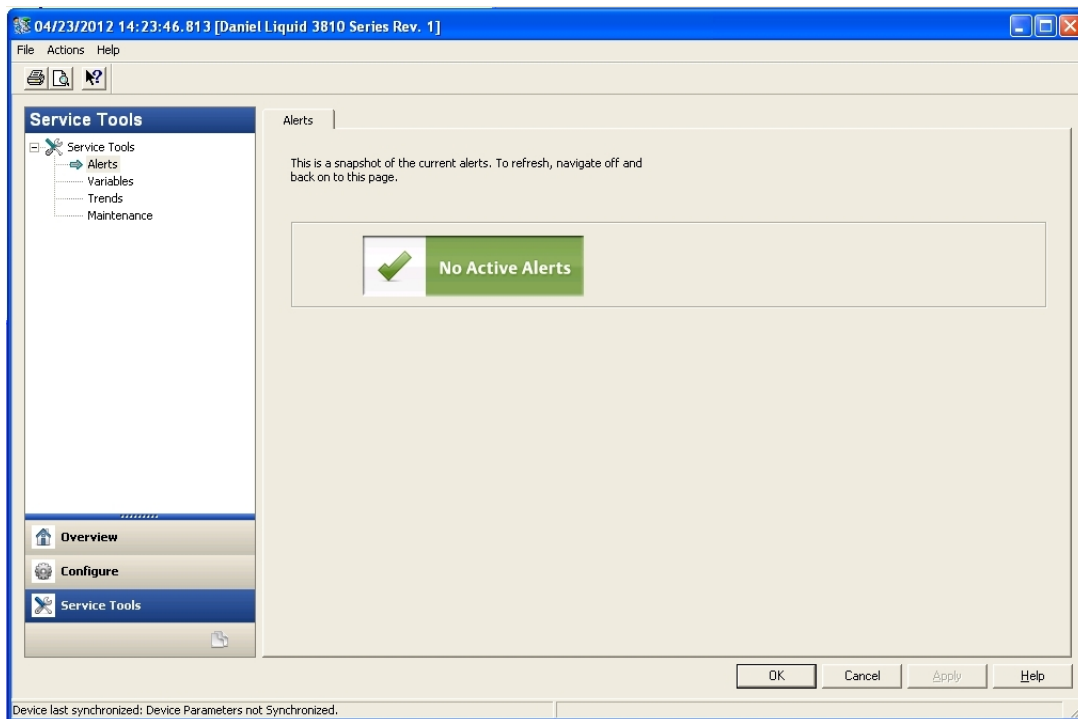 04/23/2012 14:23:46.813 [Daniel Liquid 3810 Series Rev. 1]
File Actions Help
Service Tools
Service Tools
Alerts
Variables
Trends
Maintenance
Overview
Configure
Service Tools
Alerts
This is a snapshot of the current alerts. To refresh, navigate off and
back on to this page.
No Active Alerts
OK Cancel Apply Help
Device last synchronized: Device Parameters not Synchronized.